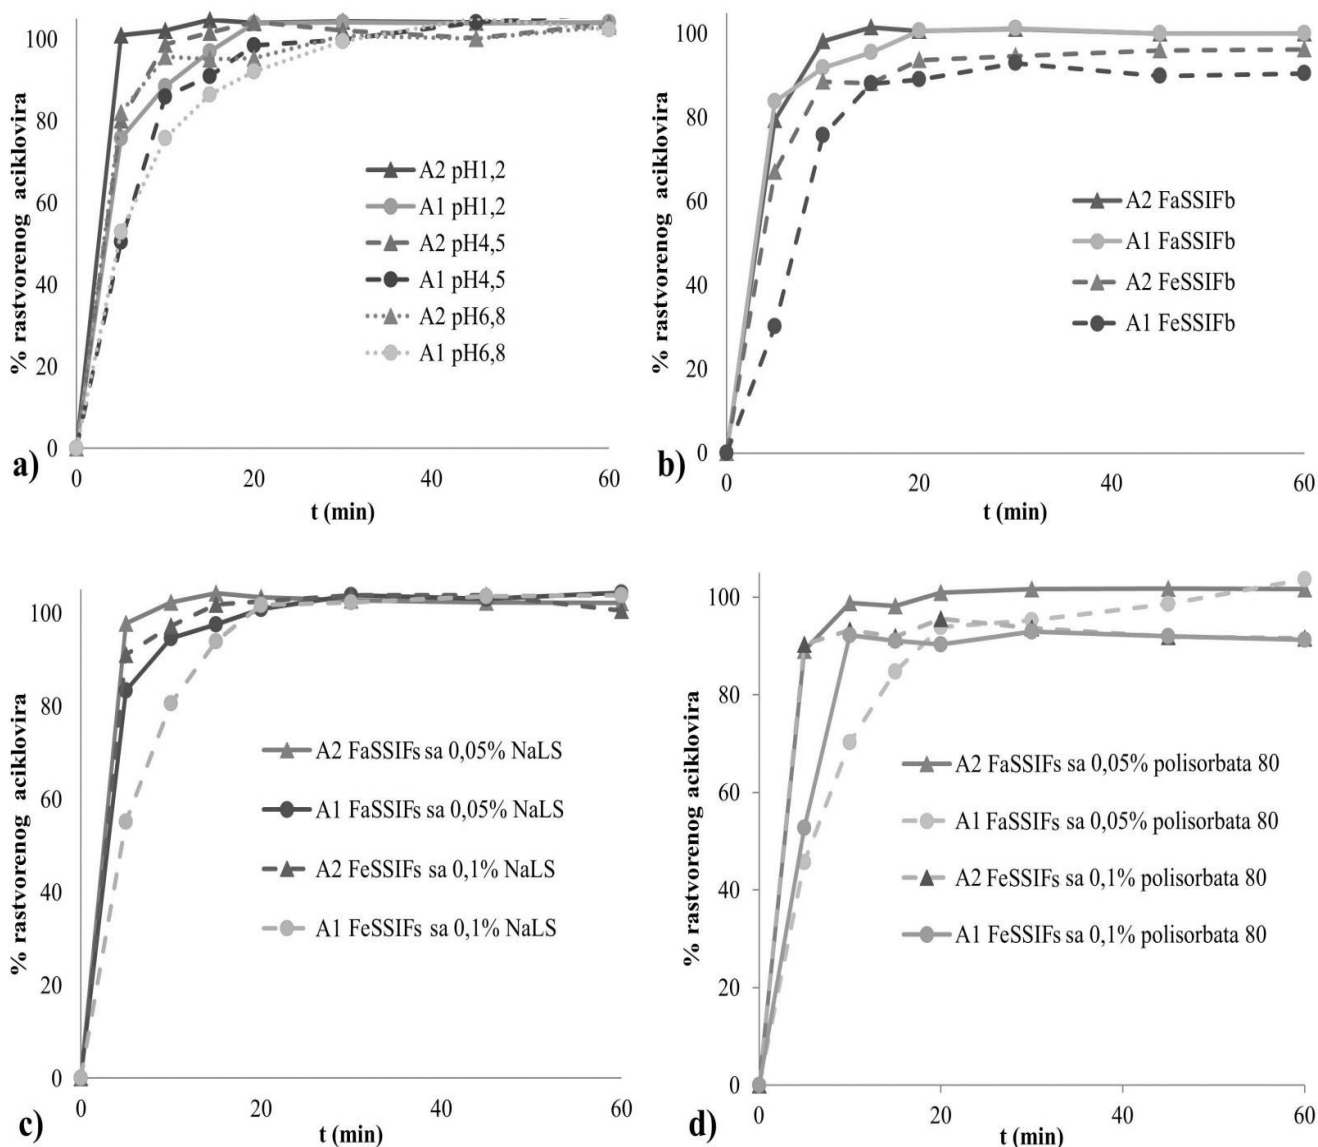 % rastvorenog aciklovira
100
80
60
40
20
0
0 20 40 60
t (min)
A2 pH1,2
A1 pH1,2
A2 pH4,5
A1 pH4,5
A2 pH6,8
A1 pH6,8
a)
% rastvorenog aciklovira
100
80
60
40
20
0
0 20 40 60
t (min)
A2 FaSSIFb
A1 FaSSIFb
A2 FeSSIFb
A1 FeSSIFb
b)
% rastvorenog aciklovira
100
80
60
40
20
0
0 20 40 60
t (min)
A2 FaSSIFs sa 0,05% NaLS
A1 FaSSIFs sa 0,05% NaLS
A2 FeSSIFs sa 0,1% NaLS
A1 FeSSIFs sa 0,1% NaLS
c)
% rastvorenog aciklovira
100
80
60
40
20
0
0 20 40 60
t (min)
A2 FaSSIFs sa 0,05% polisorbata 80
A1 FaSSIFs sa 0,05% polisorbata 80
A2 FeSSIFs sa 0,1% polisorbata 80
A1 FeSSIFs sa 0,1% polisorbata 80
d)